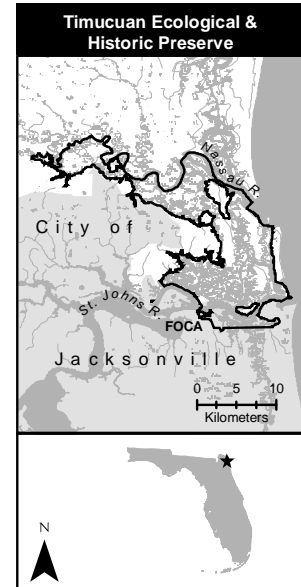 Timucuan Ecological &
Historic Preserve
Nassau R.
City of
St. Johns R.
FOCA
Jacksonville
0 5 10
Kilometers
N